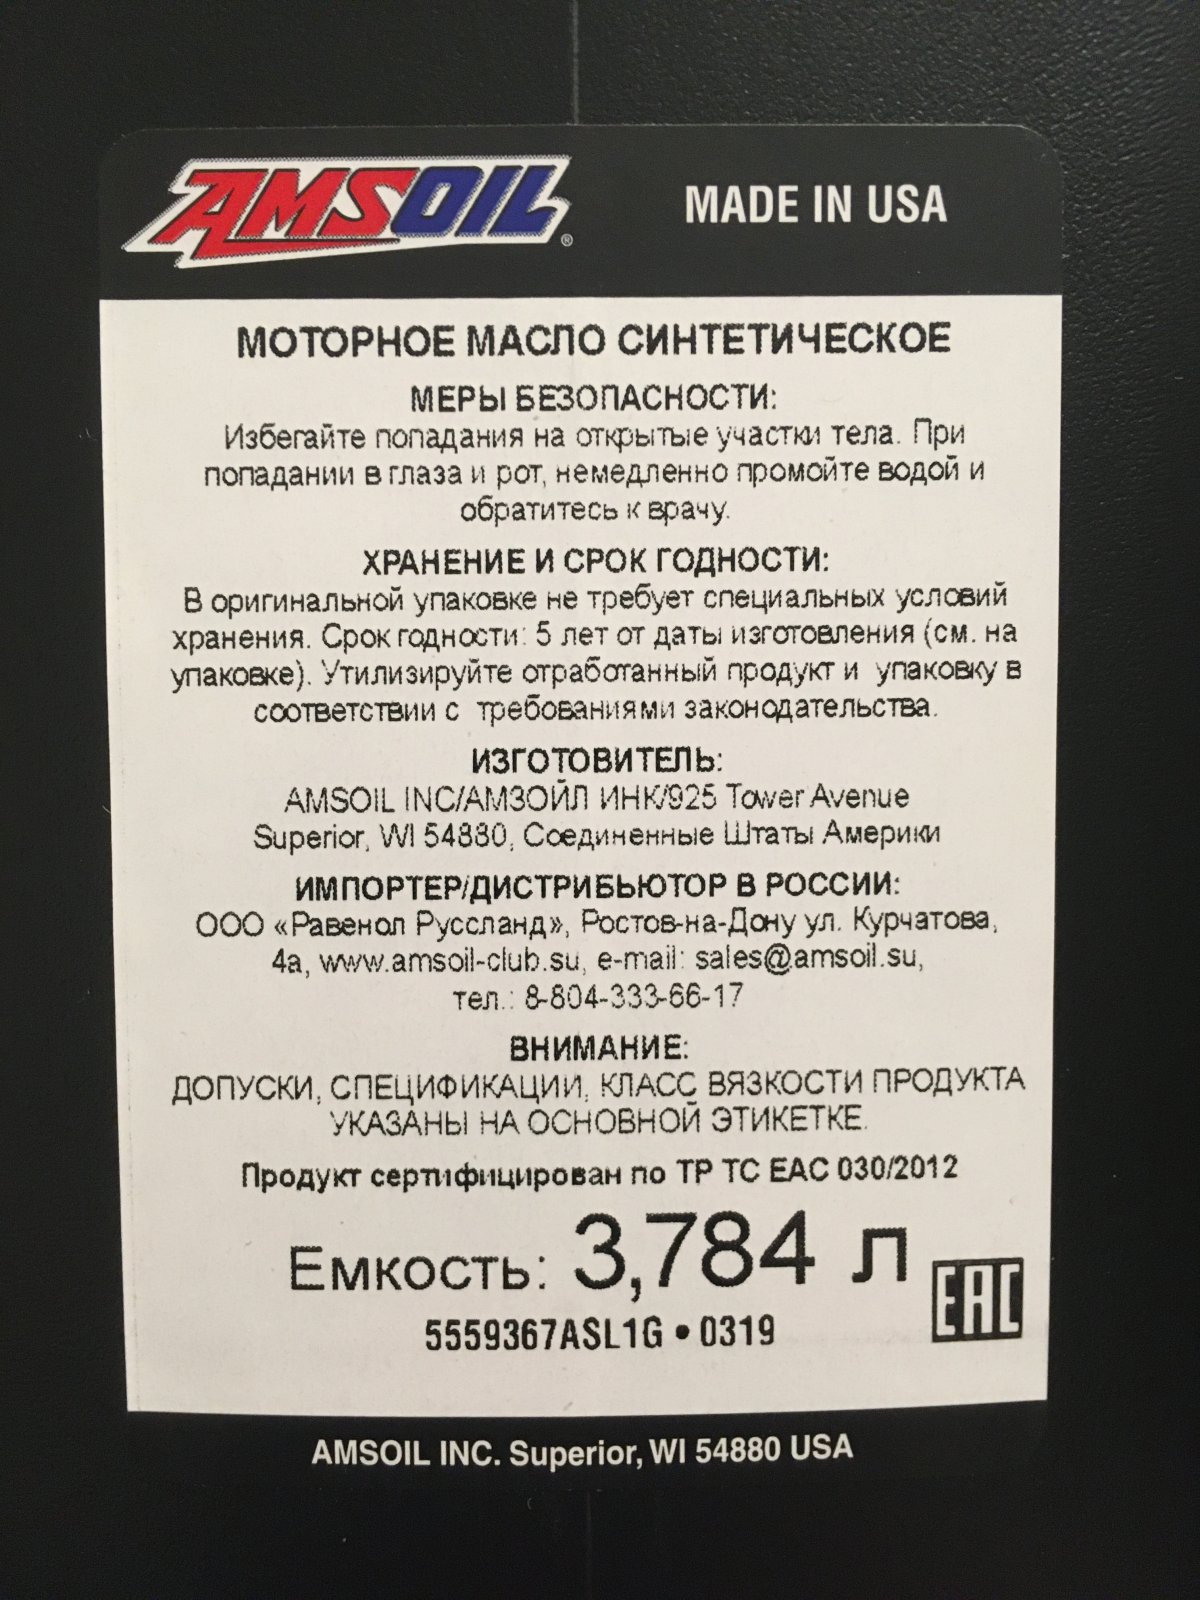 AMSOIL®
MADE IN USA
МОТОРНОЕ МАСЛО СИНТЕТИЧЕСКОЕ
МЕРЫ БЕЗОПАСНОСТИ:
Избегайте попадания на открытые участки тела. При
попадании в глаза и рот, немедленно промойте водой и
обратитесь к врачу.
ХРАНЕНИЕ И СРОК ГОДНОСТИ:
В оригинальной упаковке не требует специальных условий
хранения. Срок годности: 5 лет от даты изготовления (см. на
упаковке). Утилизируйте отработанный продукт и упаковку в
соответствии с требованиями законодательства.
ИЗГОТОВИТЕЛЬ:
AMSOIL INC/АМЗОЙЛ ИНК/925 Tower Avenue
Superior, WI 54880, Соединенные Штаты Америки
ИМПОРТЕР/ДИСТРИБЬЮТОР В РОССИИ:
ООО «Равенол Руссланд», Ростов-на-Дону ул. Курчатова,
4а, www.amsoil-club.su, e-mail: sales@amsoil.su,
тел.: 8-804-333-66-17
ВНИМАНИЕ:
ДОПУСКИ, СПЕЦИФИКАЦИИ, КЛАСС ВЯЗКОСТИ ПРОДУКТА
УКАЗАНЫ НА ОСНОВНОЙ ЭТИКЕТКЕ.
Продукт сертифицирован по ТР ТС ЕАС 030/2012
Емкость: 3,784 л
EAC
5559367ASL1G • 0319
AMSOIL INC. Superior, WI 54880 USA